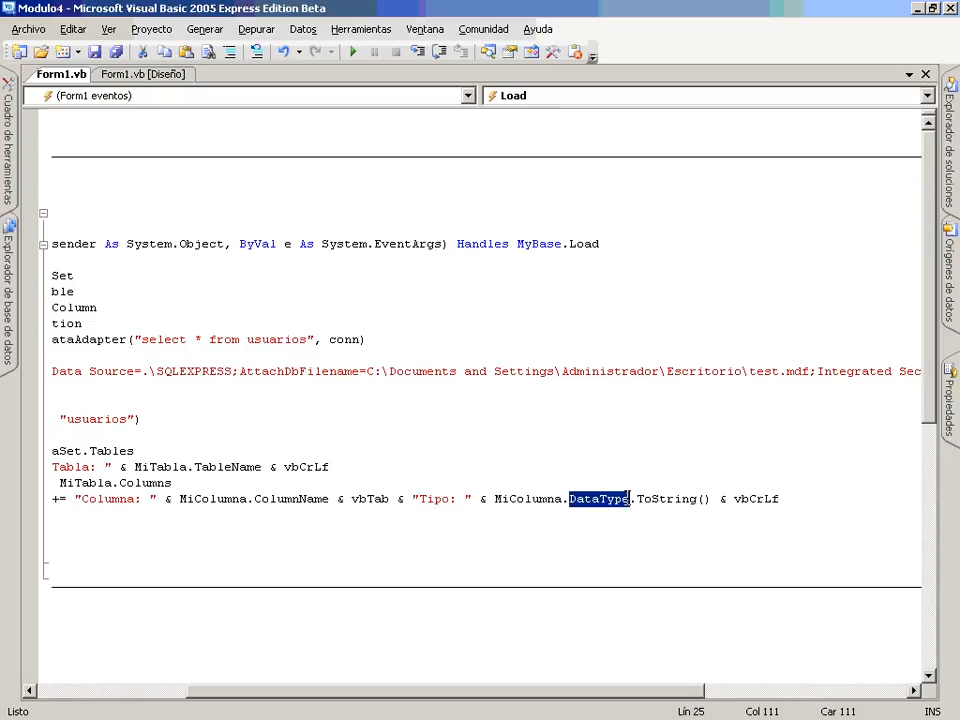 Modulo4 - Microsoft Visual Basic 2005 Express Edition Beta
Archivo Editar Ver Proyecto Generar Depurar Datos Herramientas Ventana Comunidad Ayuda
Form1.vb Form1.vb [Diseño]
(Form1 eventos) Load
Cuadro de herramientas
Explorador de base de datos
sender As System.Object, ByVal e As System.EventArgs) Handles MyBase.Load
Set
ble
Column
tion
ataAdapter("select * from usuarios", conn)
Data Source=.\SQLEXPRESS;AttachDbFilename=C:\Documents and Settings\Administrador\Escritorio\test.mdf;Integrated Sec
"usuarios")
aSet.Tables
Tabla: " & MiTabla.TableName & vbCrLf
MiTabla.Columns
+= "Columna: " & MiColumna.ColumnName & vbTab & "Tipo: " & MiColumna.DataType.ToString() & vbCrLf
Explorador de soluciones
Orígenes de datos
Propiedades
Listo Lín 25 Col 111 Car 111 INS